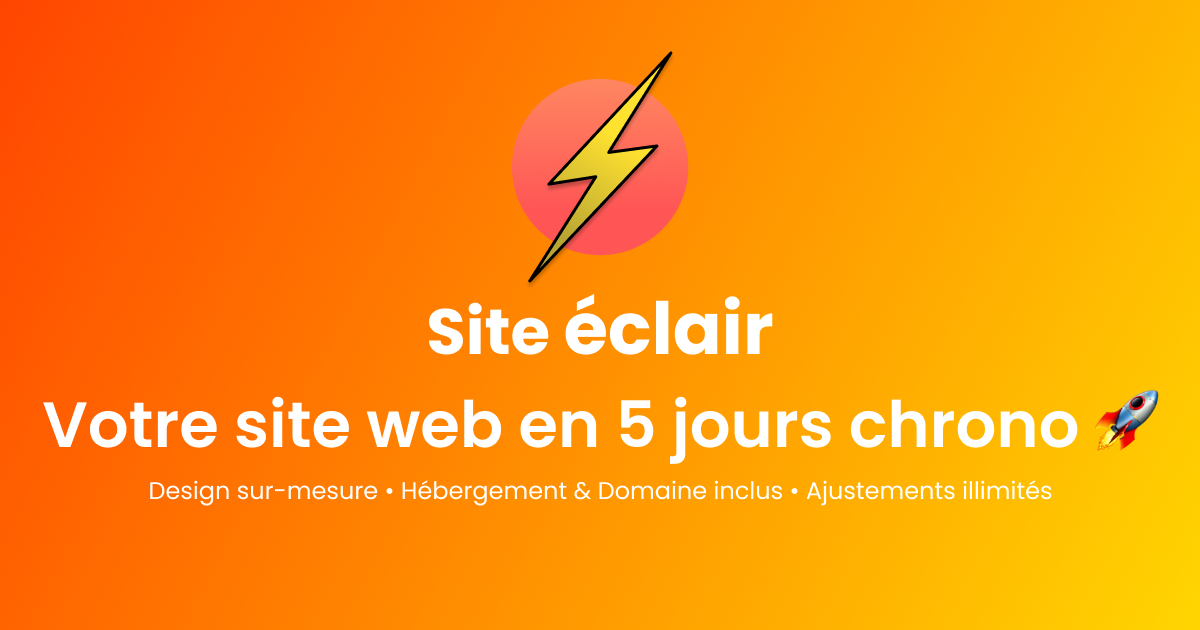 Site éclair
Votre site web en 5 jours chrono 🚀
Design sur-mesure • Hébergement & Domaine inclus • Ajustements illimités